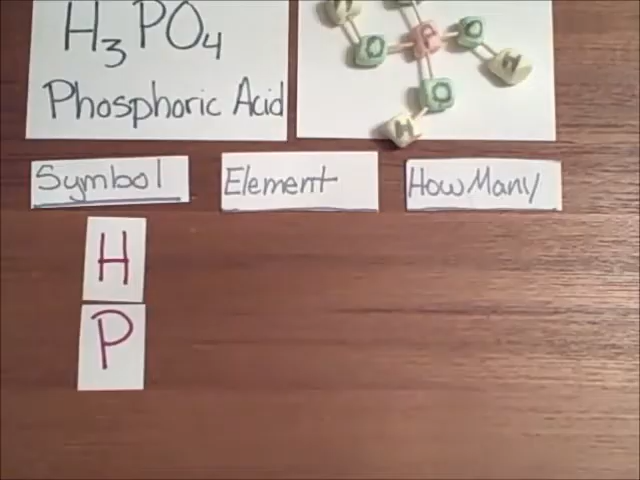 H3PO4
Phosphoric Acid
H
O P O
H
O
H
Symbol Element How Many
H
P